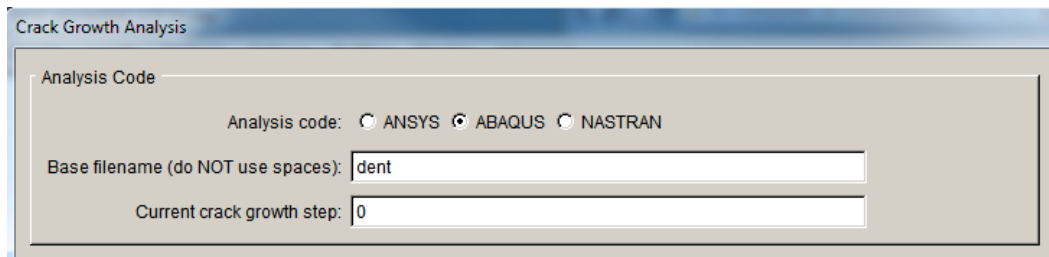 Crack Growth Analysis
Analysis Code
Analysis code: ANSYS ABAQUS NASTRAN
Base filename (do NOT use spaces): dent
Current crack growth step: 0